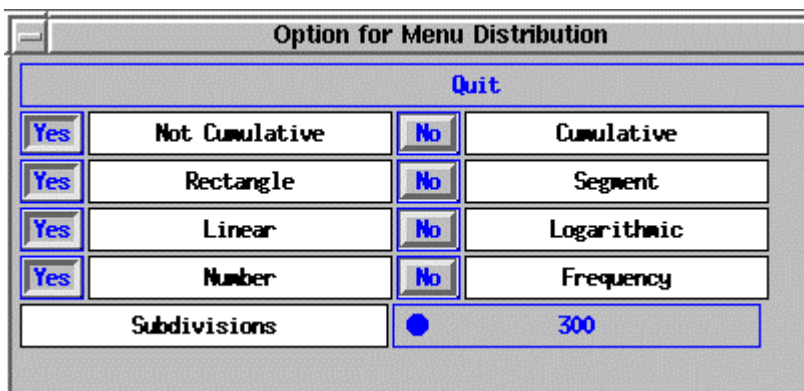 Option for Menu Distribution
Quit
Yes Not Cumulative No Cumulative
Yes Rectangle No Segment
Yes Linear No Logarithmic
Yes Number No Frequency
Subdivisions 300